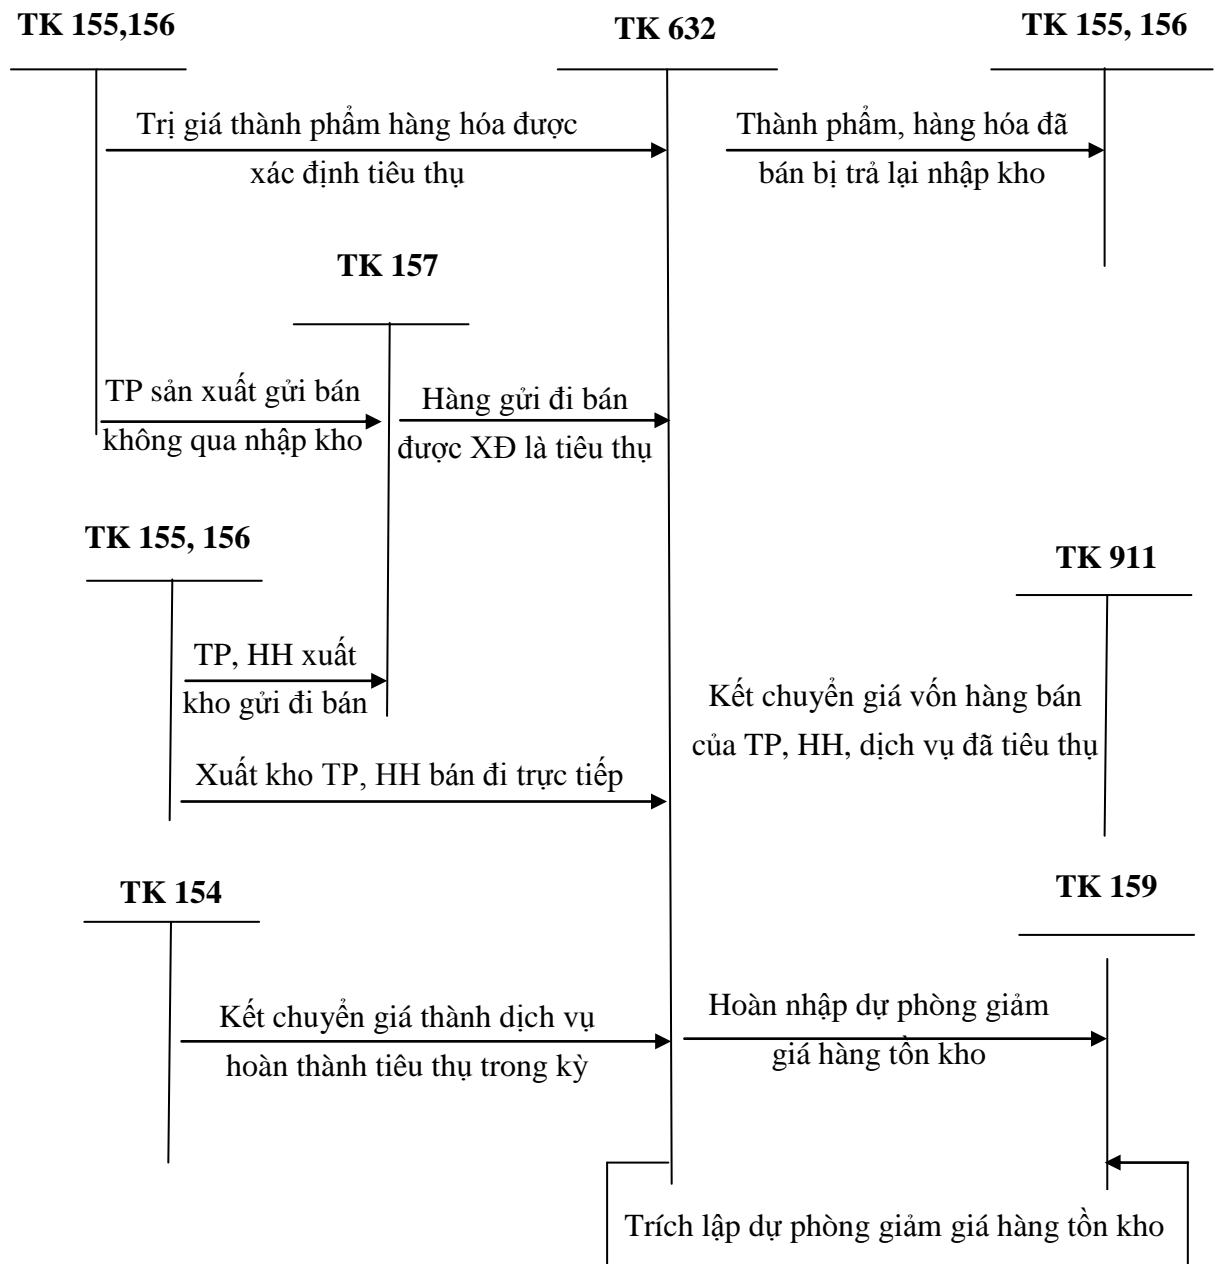 TK 155,156
TK 632
TK 155, 156
Trị giá thành phẩm hàng hóa được
xác định tiêu thụ
Thành phẩm, hàng hóa đã
bán bị trả lại nhập kho
TK 157
TP sản xuất gửi bán
không qua nhập kho
Hàng gửi đi bán
được XĐ là tiêu thụ
TK 155, 156
TK 911
TP, HH xuất
kho gửi đi bán
Kết chuyển giá vốn hàng bán
của TP, HH, dịch vụ đã tiêu thụ
Xuất kho TP, HH bán đi trực tiếp
TK 154
TK 159
Kết chuyển giá thành dịch vụ
hoàn thành tiêu thụ trong kỳ
Hoàn nhập dự phòng giảm
giá hàng tồn kho
Trích lập dự phòng giảm giá hàng tồn kho